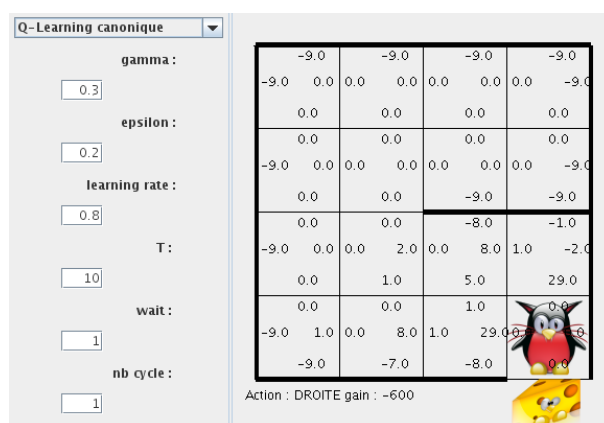 Q-Learning canonique
gamma :
0.3
epsilon :
0.2
learning rate :
0.8
T :
10
wait :
1
nb cycle :
1
-9.0 -9.0 -9.0 -9.0
-9.0 0.0 0.0 0.0 0.0 0.0 0.0 -9.0
0.0 0.0 0.0 0.0
0.0 0.0 0.0 0.0
-9.0 0.0 0.0 0.0 0.0 0.0 0.0 -9.0
0.0 0.0 -9.0 -9.0
0.0 0.0 -8.0 -1.0
-9.0 0.0 0.0 2.0 0.0 8.0 1.0 -2.0
0.0 1.0 5.0 29.0
0.0 0.0 1.0 0.0
-9.0 1.0 0.0 8.0 1.0 29.0
-9.0 -7.0 -8.0 0.0
Action : DROITE gain : -600